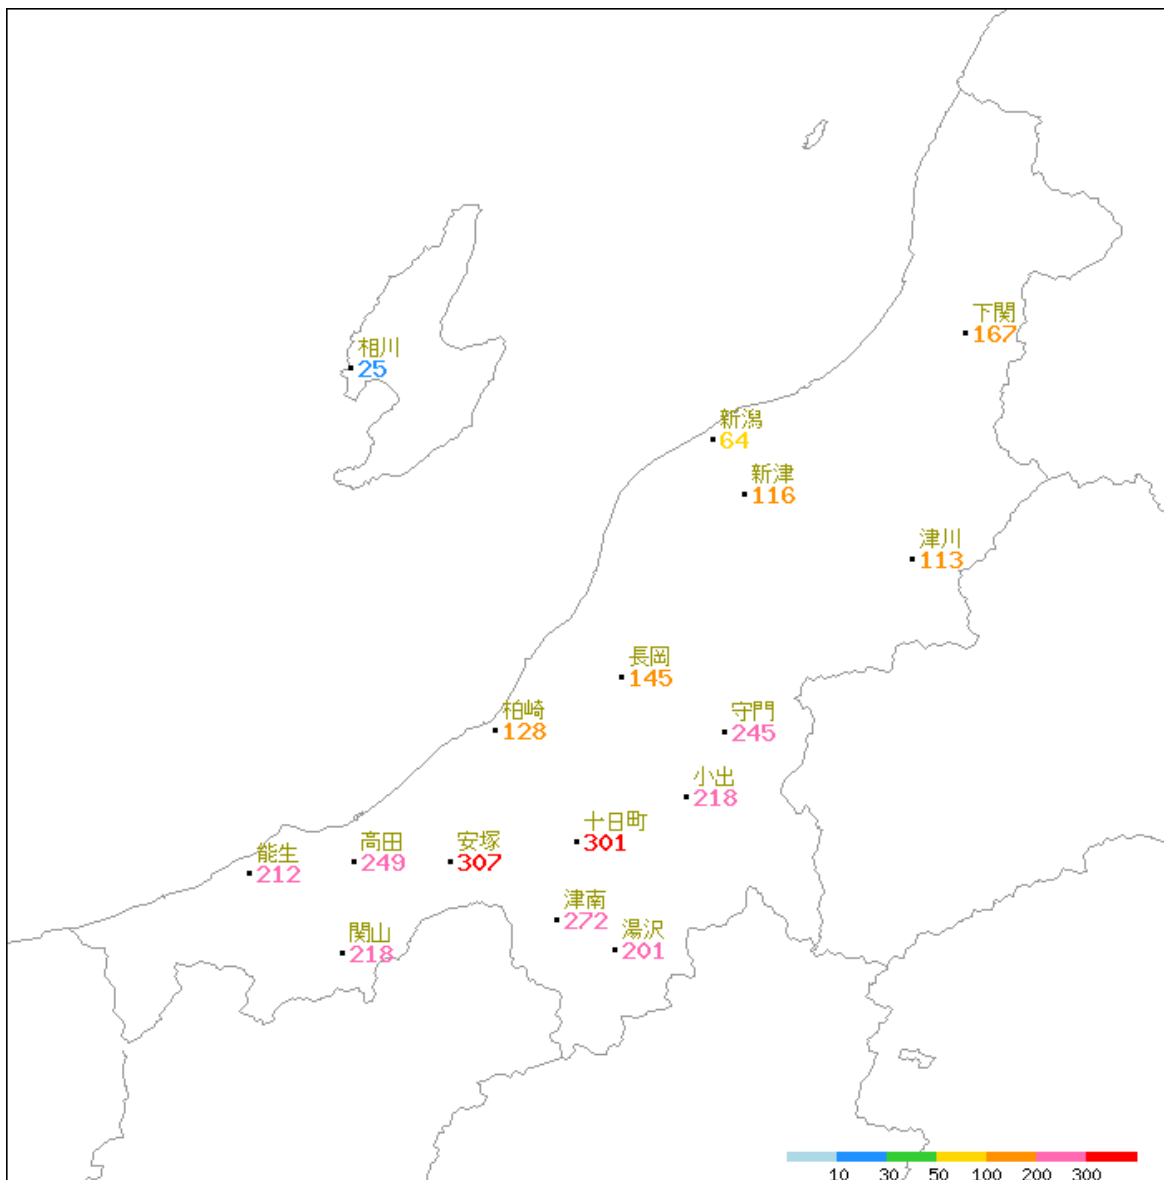 下関
167
相川
25
新潟
64
新津
116
津川
113
長岡
145
柏崎
128
守門
245
小出
218
十日町
301
高田
249
安塚
307
能生
212
津南
272
湯沢
201
関山
218
10 30 50 100 200 300